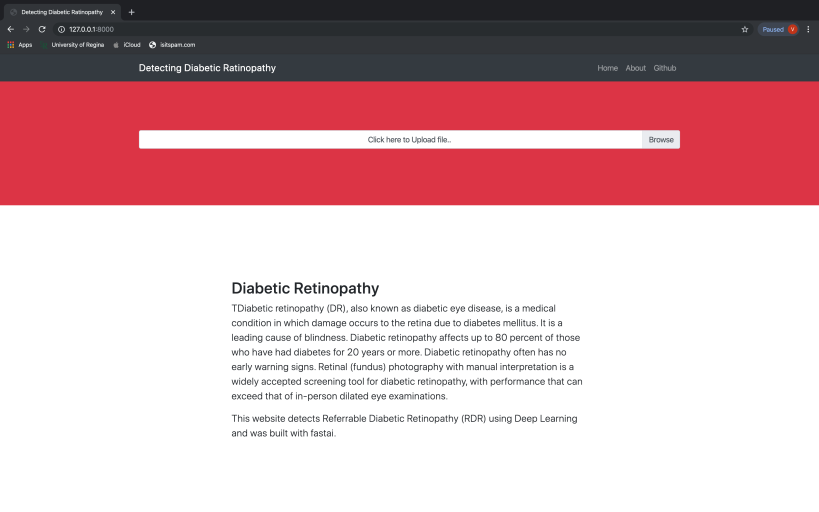 Detecting Diabetic Ratinopathy
127.0.0.1:8000
Paused
V
Apps
University of Regina
iCloud
isitspam.com
Detecting Diabetic Ratinopathy
Home
About
Github
Click here to Upload file..
Browse
Diabetic Retinopathy
TDiabetic retinopathy (DR), also known as diabetic eye disease, is a medical
condition in which damage occurs to the retina due to diabetes mellitus. It is a
leading cause of blindness. Diabetic retinopathy affects up to 80 percent of those
who have had diabetes for 20 years or more. Diabetic retinopathy often has no
early warning signs. Retinal (fundus) photography with manual interpretation is a
widely accepted screening tool for diabetic retinopathy, with performance that can
exceed that of in-person dilated eye examinations.
This website detects Referrable Diabetic Retinopathy (RDR) using Deep Learning
and was built with fastai.